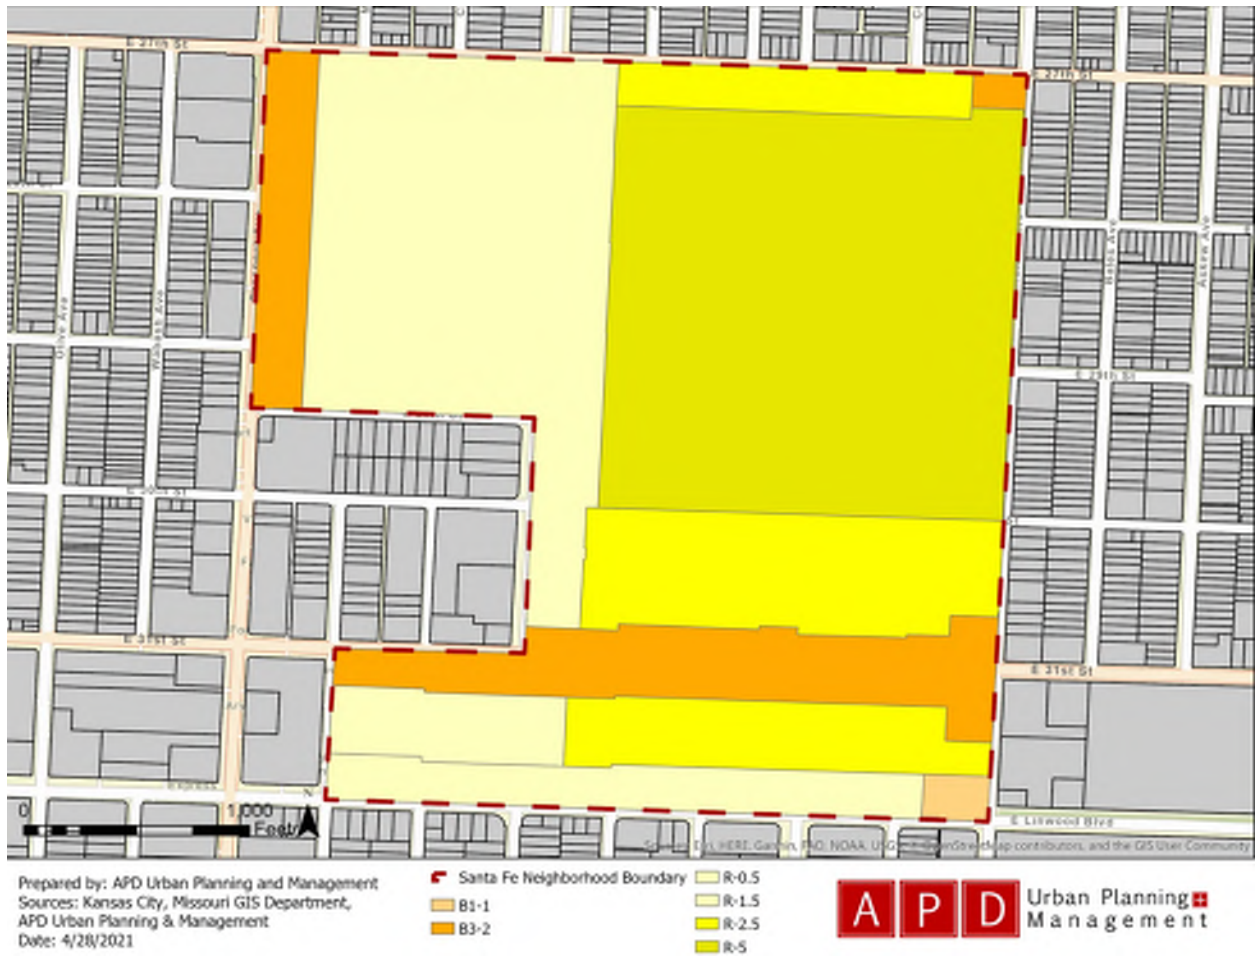 E 27th St
E 27th St
Olive Ave
Wabash Ave
Bales Ave
Askew Ave
E 29th St
E 30th St
E 31st St
E 31st St
Express
N
0
1,000
Feet
E Linwood Blvd
Sources: Esri, HERE, Garmin, FAO, NOAA, USGS, © OpenStreetMap contributors, and the GIS User Community
Prepared by: APD Urban Planning and Management
Sources: Kansas City, Missouri GIS Department,
APD Urban Planning & Management
Date: 4/28/2021
Santa Fe Neighborhood Boundary
B1-1
B3-2
R-0.5
R-1.5
R-2.5
R-5
APD
Urban Planning
Management